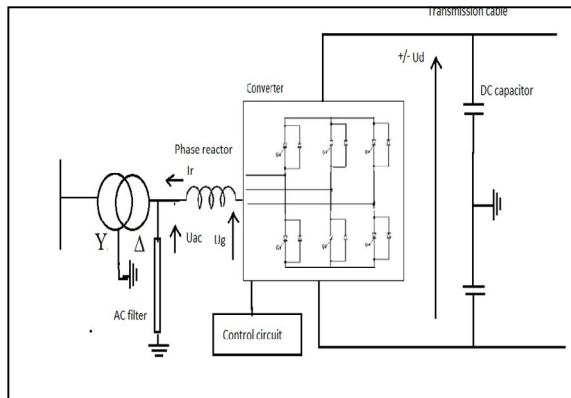 Transmission cable
+/- Ud
Converter
DC capacitor
Phase reactor
Ir
Uac
Ug
Y
Δ
AC filter
Control circuit